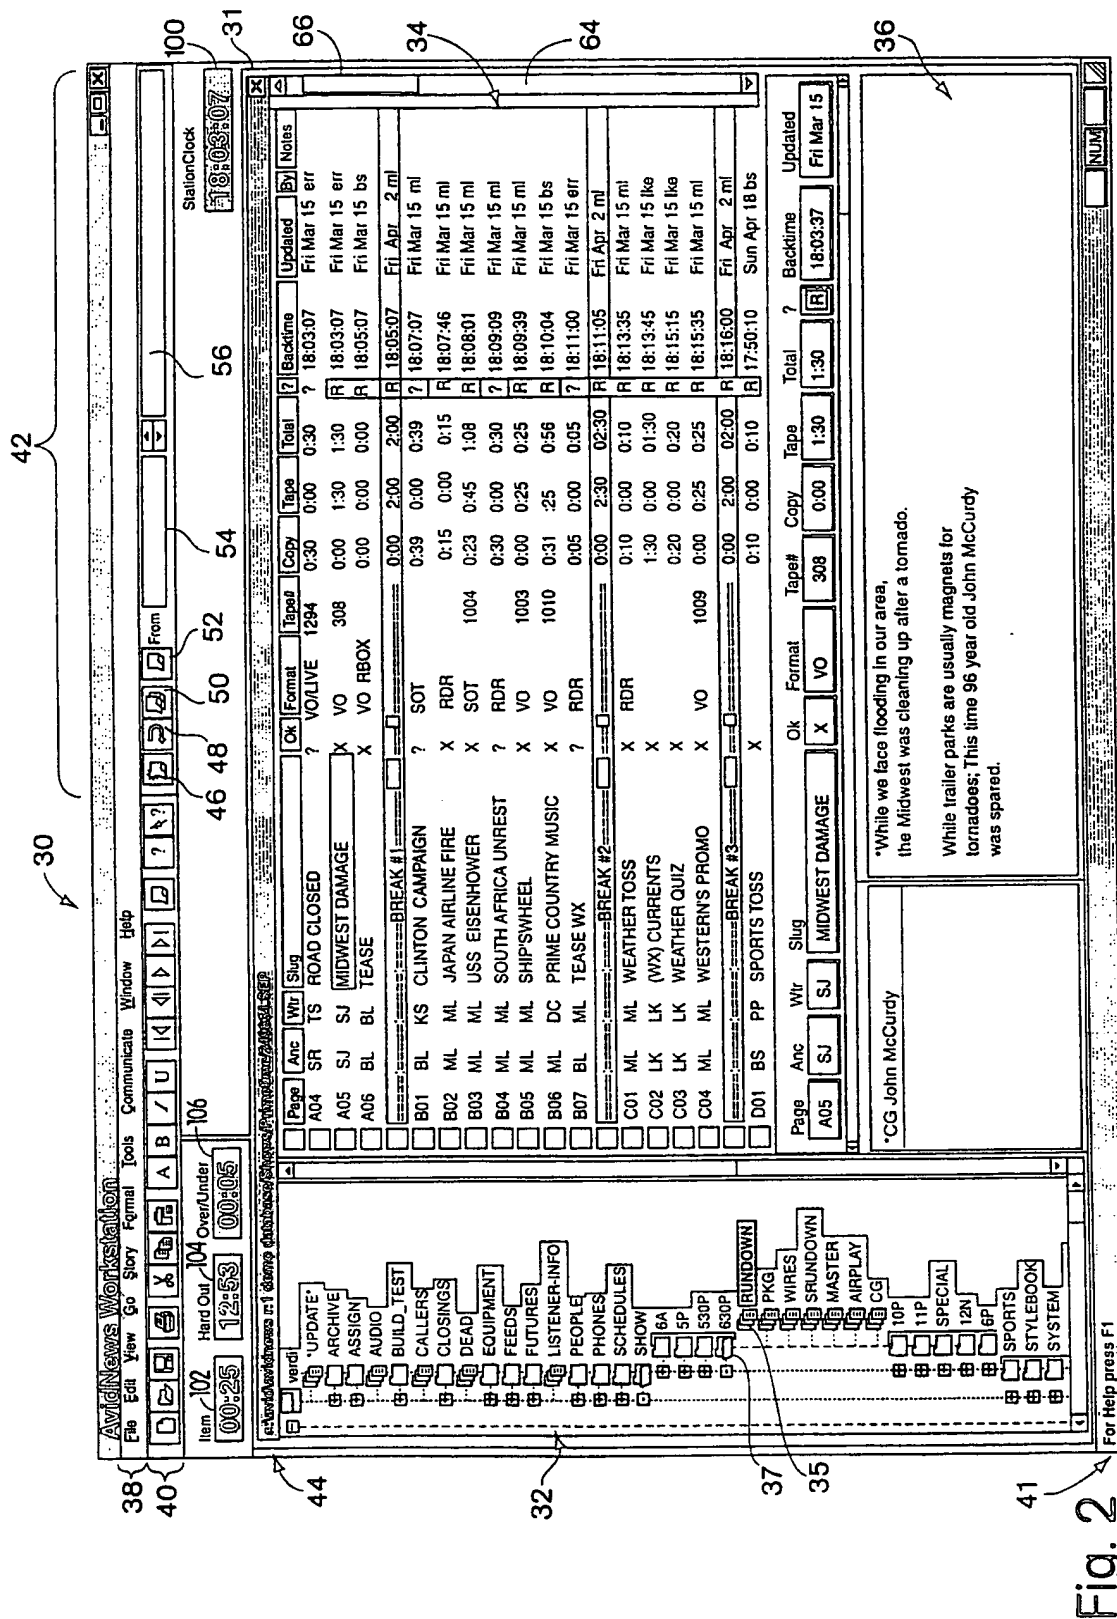 30
42
AvidNews Workstation
File Edit View Go Story Format Tools Communicate Window Help
38
40
A B / U
? ?
From
46
48
50
52
54
56
Item 102
00:25
Hard Out 104
12:53
Over/Under 106
00:05
StationClock
18:03:07
100
31
44
verdi
"UPDATE"
ARCHIVE
ASSIGN
AUDIO
BUILD_TEST
CALLERS
CLOSINGS
DEAD
EQUIPMENT
FEEDS
FUTURES
LISTENER-INFO
PEOPLE
PHONES
SCHEDULES
SHOW
6A
5P
530P
630P
RUNDOWN
PKG
WIRES
SRUNDOWN
MASTER
AIRPLAY
CG
10P
11P
SPECIAL
12N
6P
SPORTS
STYLEBOOK
SYSTEM
32
37
35
66
34
64
Page Anc Wtr Slug Ok Format Tape# Copy Tape Total ? Backtime Updated By Notes
A04 SR TS ROAD CLOSED ? VO/LIVE 1294 0:30 0:00 0:30 ? 18:03:07 Fri Mar 15 err
A05 SJ SJ MIDWEST DAMAGE X VO 308 0:00 1:30 1:30 R 18:03:07 Fri Mar 15 err
A06 BL BL TEASE X VO RBOX 0:00 0:00 0:00 R 18:05:07 Fri Mar 15 bs
BREAK #1 0:00 2:00 2:00 R 18:05:07 Fri Apr 2 ml
B01 BL KS CLINTON CAMPAIGN ? SOT 0:39 0:00 0:39 ? 18:07:07 Fri Mar 15 ml
B02 ML ML JAPAN AIRLINE FIRE X RDR 0:15 0:00 0:15 R 18:07:46 Fri Mar 15 ml
B03 ML ML USS EISENHOWER X SOT 1004 0:23 0:45 1:08 R 18:08:01 Fri Mar 15 ml
B04 ML ML SOUTH AFRICA UNREST ? RDR 0:30 0:00 0:30 ? 18:09:09 Fri Mar 15 ml
B05 ML ML SHIP'SWHEEL X VO 1003 0:00 0:25 0:25 R 18:09:39 Fri Mar 15 ml
B06 ML DC PRIME COUNTRY MUSIC X VO 1010 0:31 :25 0:56 R 18:10:04 Fri Mar 15 bs
B07 BL ML TEASE WX ? RDR 0:05 0:00 0:05 ? 18:11:00 Fri Mar 15 err
BREAK #2 0:00 2:30 02:30 R 18:11:05 Fri Apr 2 ml
C01 ML ML WEATHER TOSS X RDR 0:10 0:00 0:10 R 18:13:35 Fri Mar 15 ml
C02 LK LK (WX) CURRENTS X 1:30 0:00 01:30 R 18:13:45 Fri Mar 15 lke
C03 LK LK WEATHER QUIZ X 0:20 0:00 0:20 R 18:15:15 Fri Mar 15 lke
C04 ML ML WESTERN'S PROMO X VO 1009 0:00 0:25 0:25 R 18:15:35 Fri Mar 15 ml
BREAK #3 0:00 2:00 02:00 R 18:16:00 Fri Apr 2 ml
D01 BS PP SPORTS TOSS X 0:10 0:00 0:10 R 17:50:10 Sun Apr 18 bs
Page Anc Wtr Slug Ok Format Tape# Copy Tape Total ? Backtime Updated
A05 SJ SJ MIDWEST DAMAGE X VO 308 0:00 1:30 1:30 R 18:03:37 Fri Mar 15
*CG John McCurdy
*While we face flooding in our area,
the Midwest was cleaning up after a tornado.
While trailer parks are usually magnets for
tornadoes; This time 96 year old John McCurdy
was spared.
36
41
For Help press F1
NUM
Fig. 2